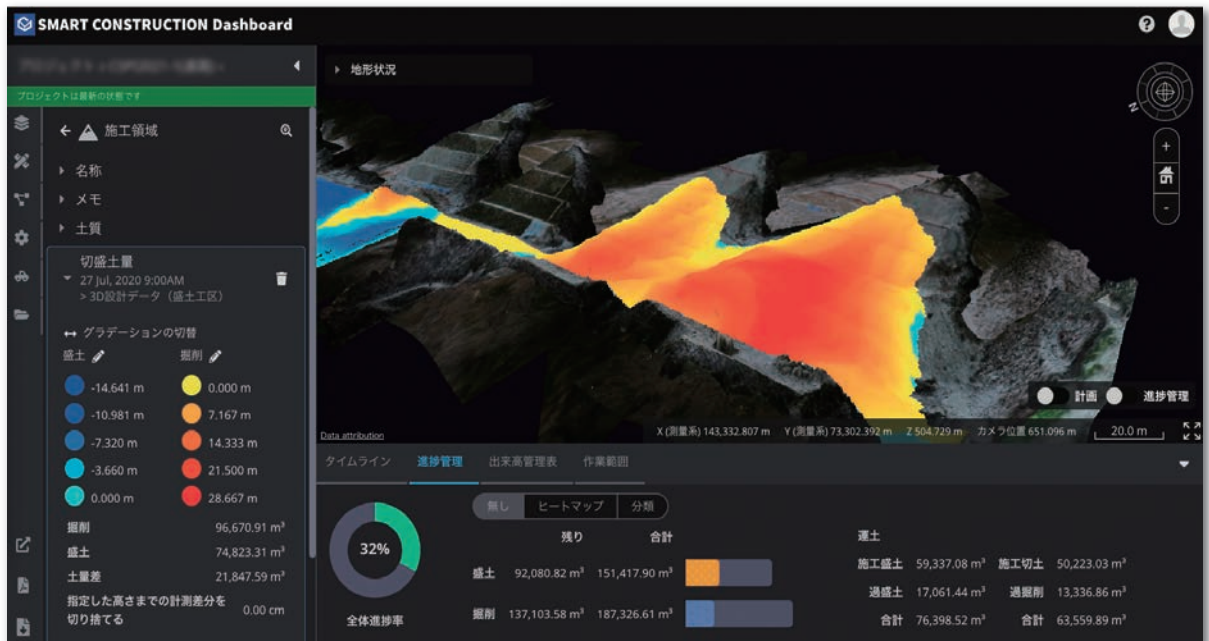 SMART CONSTRUCTION Dashboard
プロジェクトは最新の状態です
施工領域
名称
メモ
土質
切盛土量
27 Jul, 2020 9:00AM
> 3D設計データ（盛土工区）
グラデーションの切替
盛土 掘削
-14.641 m 0.000 m
-10.981 m 7.167 m
-7.320 m 14.333 m
-3.660 m 21.500 m
0.000 m 28.667 m
掘削 96,670.91 m³
盛土 74,823.31 m³
土量差 21,847.59 m³
指定した高さまでの計測差分を 0.00 cm
切り捨てる
地形状況
N
+
-
計画 進捗管理
Data attribution X (測量系) 143,332.807 m Y (測量系) 73,302.392 m Z 504.729 m カメラ位置 651.096 m 20.0 m
タイムライン 進捗管理 出来高管理表 作業範囲
32%
全体進捗率
無し ヒートマップ 分類
残り 合計
盛土 92,080.82 m³ 151,417.90 m³
掘削 137,103.58 m³ 187,326.61 m³
運土
施工盛土 59,337.08 m³ 施工切土 50,223.03 m³
過盛土 17,061.44 m³ 過掘削 13,336.86 m³
合計 76,398.52 m³ 合計 63,559.89 m³